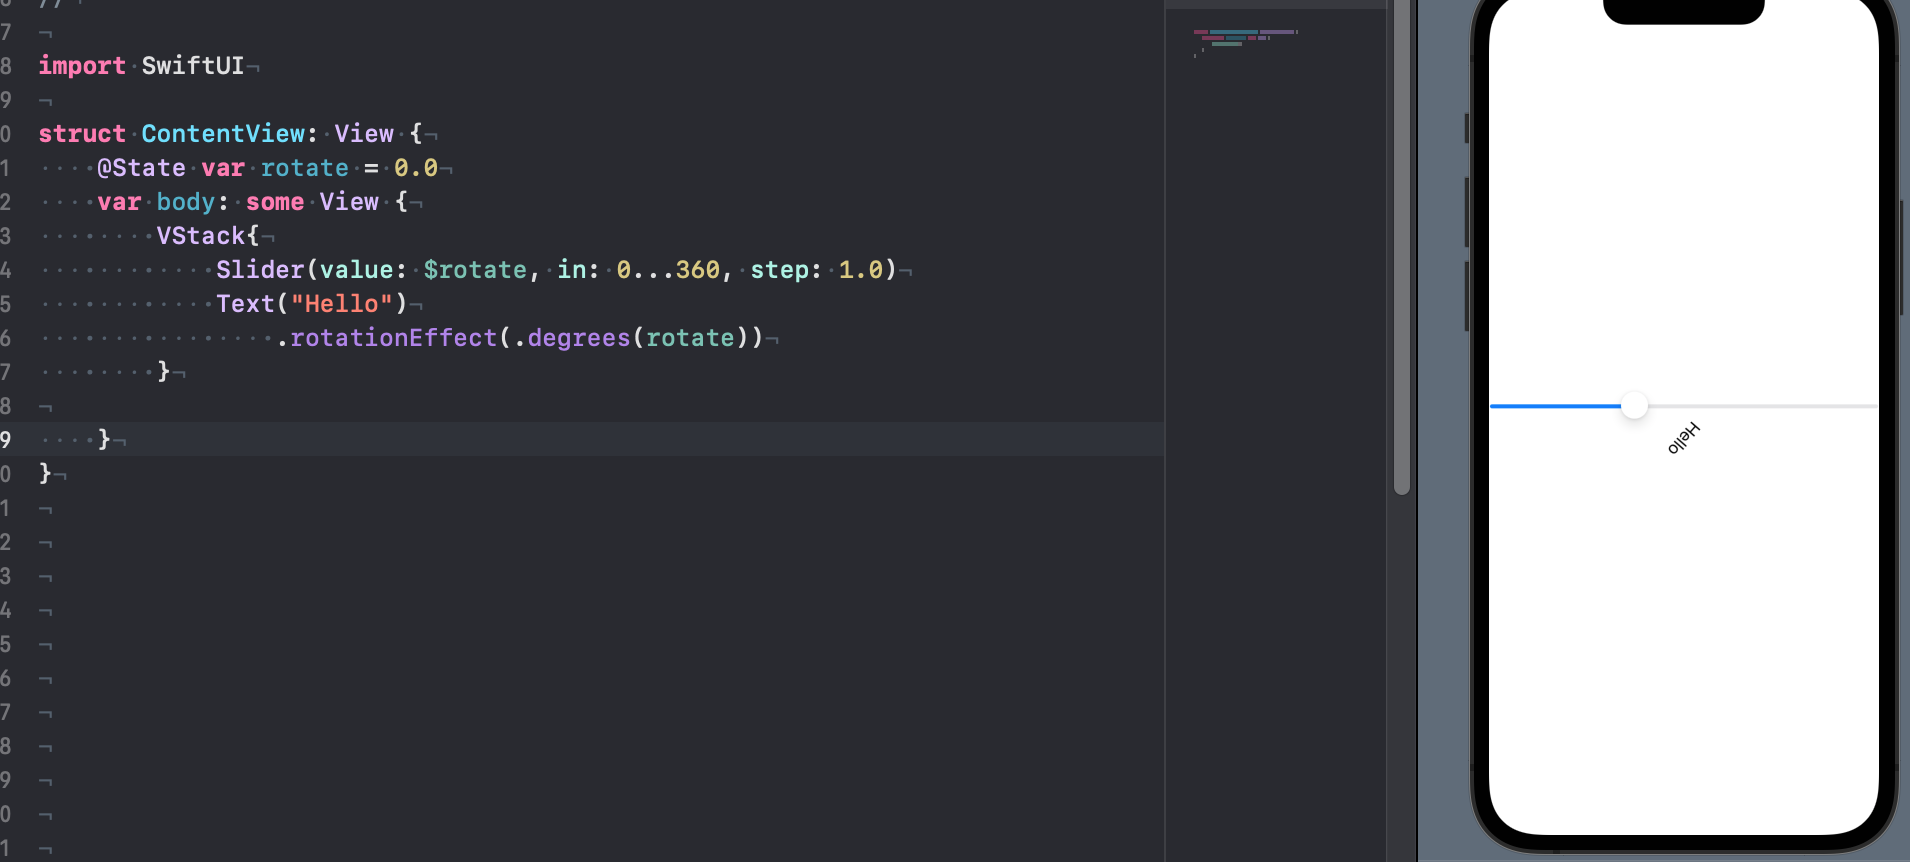 6 //
7
8 import SwiftUI
9
0 struct ContentView: View {
1     @State var rotate = 0.0
2     var body: some View {
3         VStack{
4             Slider(value: $rotate, in: 0...360, step: 1.0)
5             Text("Hello")
6                 .rotationEffect(.degrees(rotate))
7         }
8
9     }
0 }
1
2
3
4
5
6
7
8
9
0
1
Hello